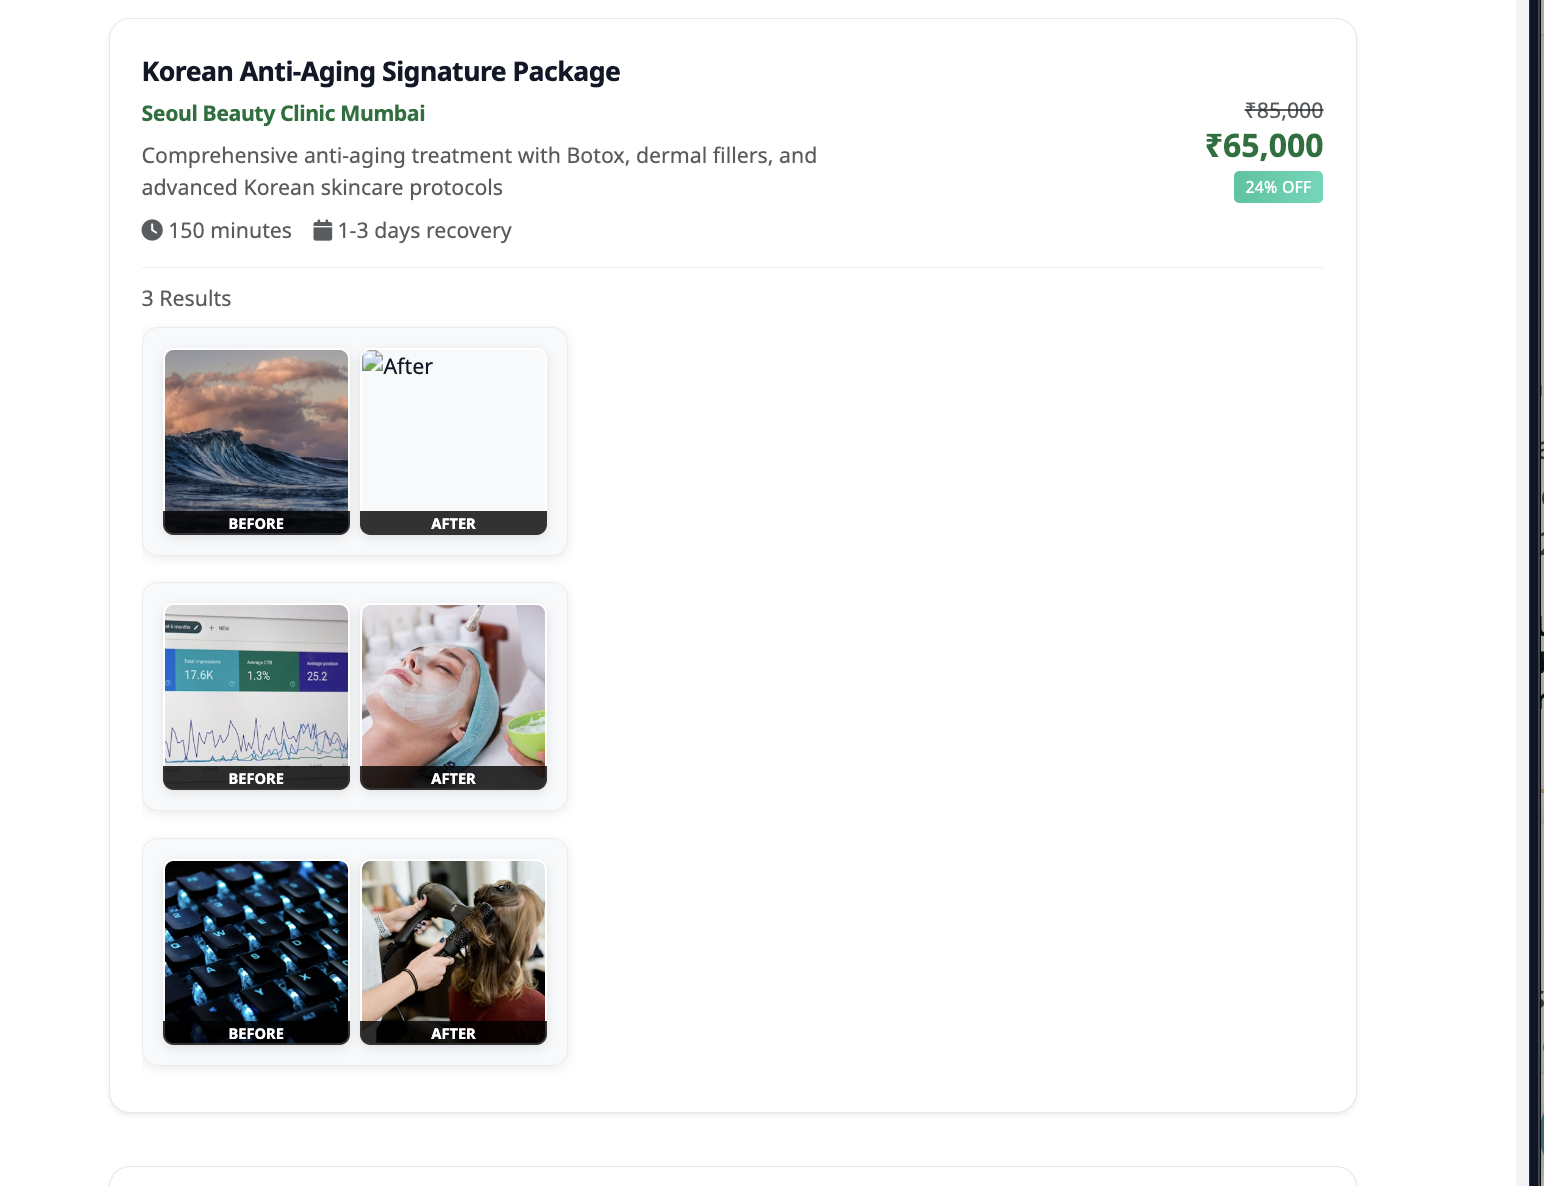 Korean Anti-Aging Signature Package
Seoul Beauty Clinic Mumbai
Comprehensive anti-aging treatment with Botox, dermal fillers, and
advanced Korean skincare protocols
150 minutes 1-3 days recovery
₹85,000
₹65,000
24% OFF
3 Results
After
BEFORE
AFTER
+ NEW
Total impressions
17.6K
Average CTR
1.3%
Average position
25.2
BEFORE
AFTER
BEFORE
AFTER